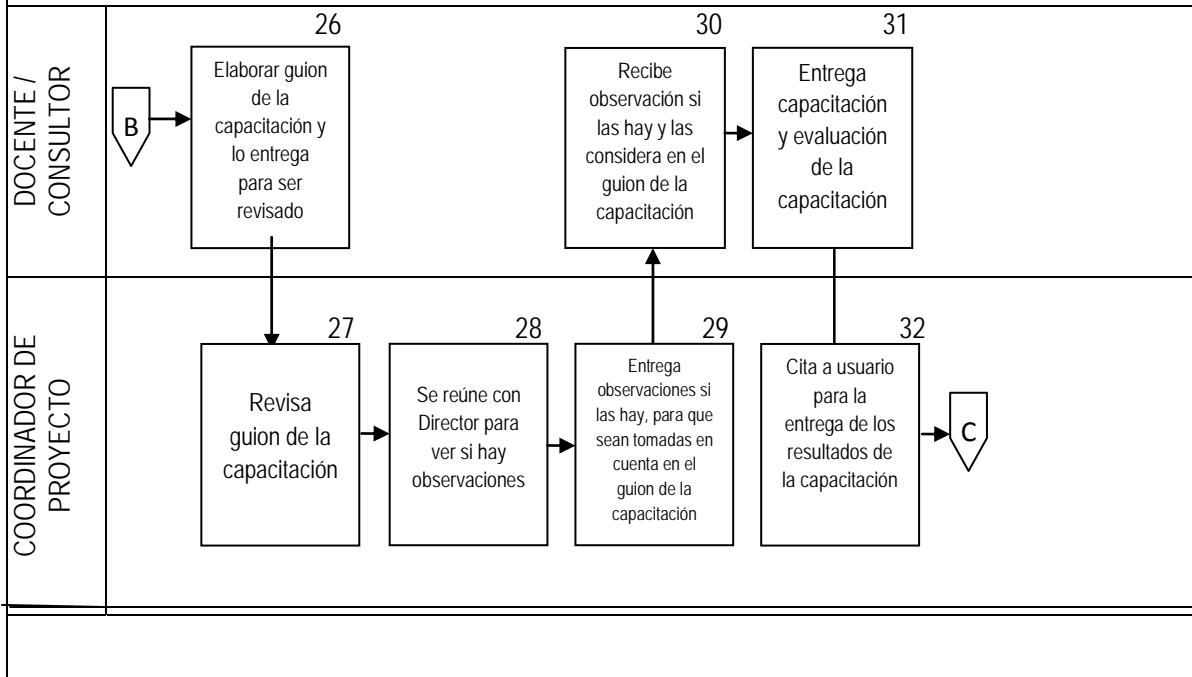 DOCENTE /
CONSULTOR
B
26
Elaborar guion
de la
capacitación y
lo entrega
para ser
revisado
30
Recibe
observación si
las hay y las
considera en el
guion de la
capacitación
31
Entrega
capacitación
y evaluación
de la
capacitación
COORDINADOR DE
PROYECTO
27
Revisa
guion de la
capacitación
28
Se reúne con
Director para
ver si hay
observaciones
29
Entrega
observaciones si
las hay, para que
sean tomadas en
cuenta en el
guion de la
capacitación
32
Cita a usuario
para la
entrega de los
resultados de
la capacitación
C